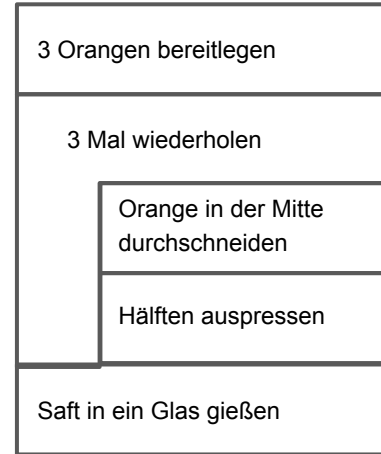 3 Orangen bereitlegen
3 Mal wiederholen
Orange in der Mitte
durchschneiden
Hälften auspressen
Saft in ein Glas gießen